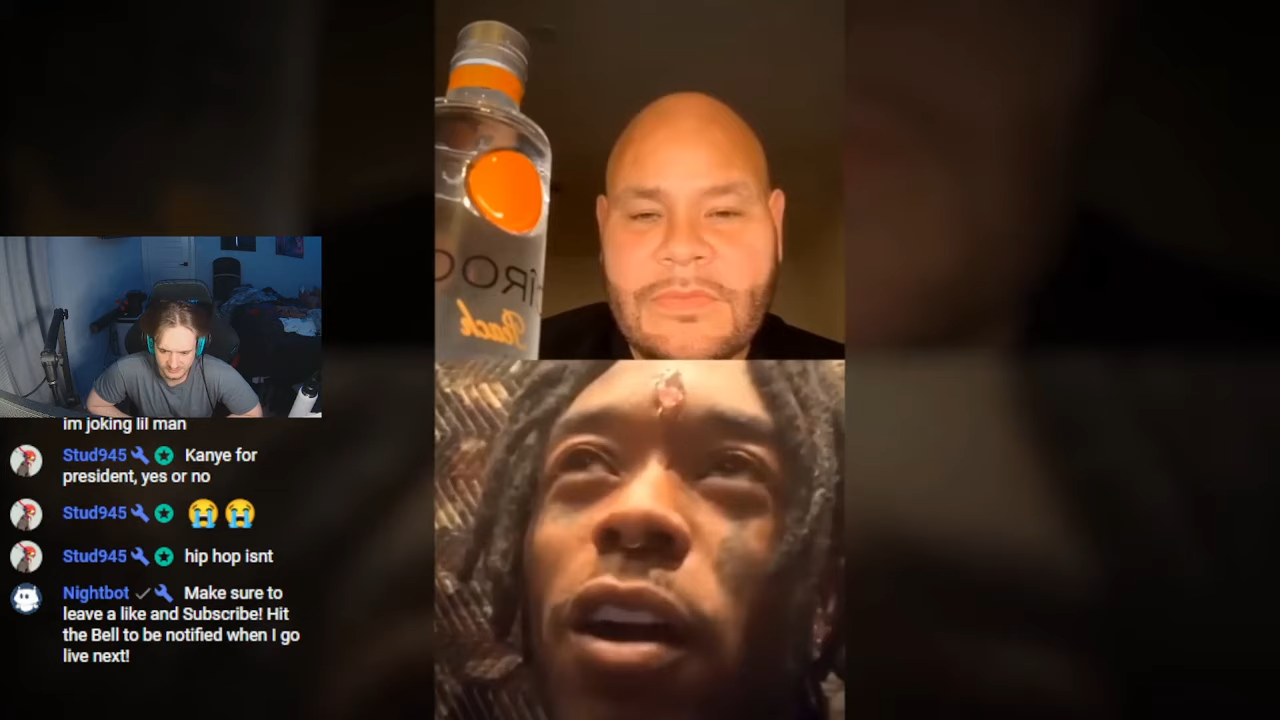 CÎROC
Peach
im joking lil man
Stud945 Kanye for
president, yes or no
Stud945 😭 😭
Stud945 hip hop isnt
Nightbot Make sure to
leave a like and Subscribe! Hit
the Bell to be notified when I go
live next!